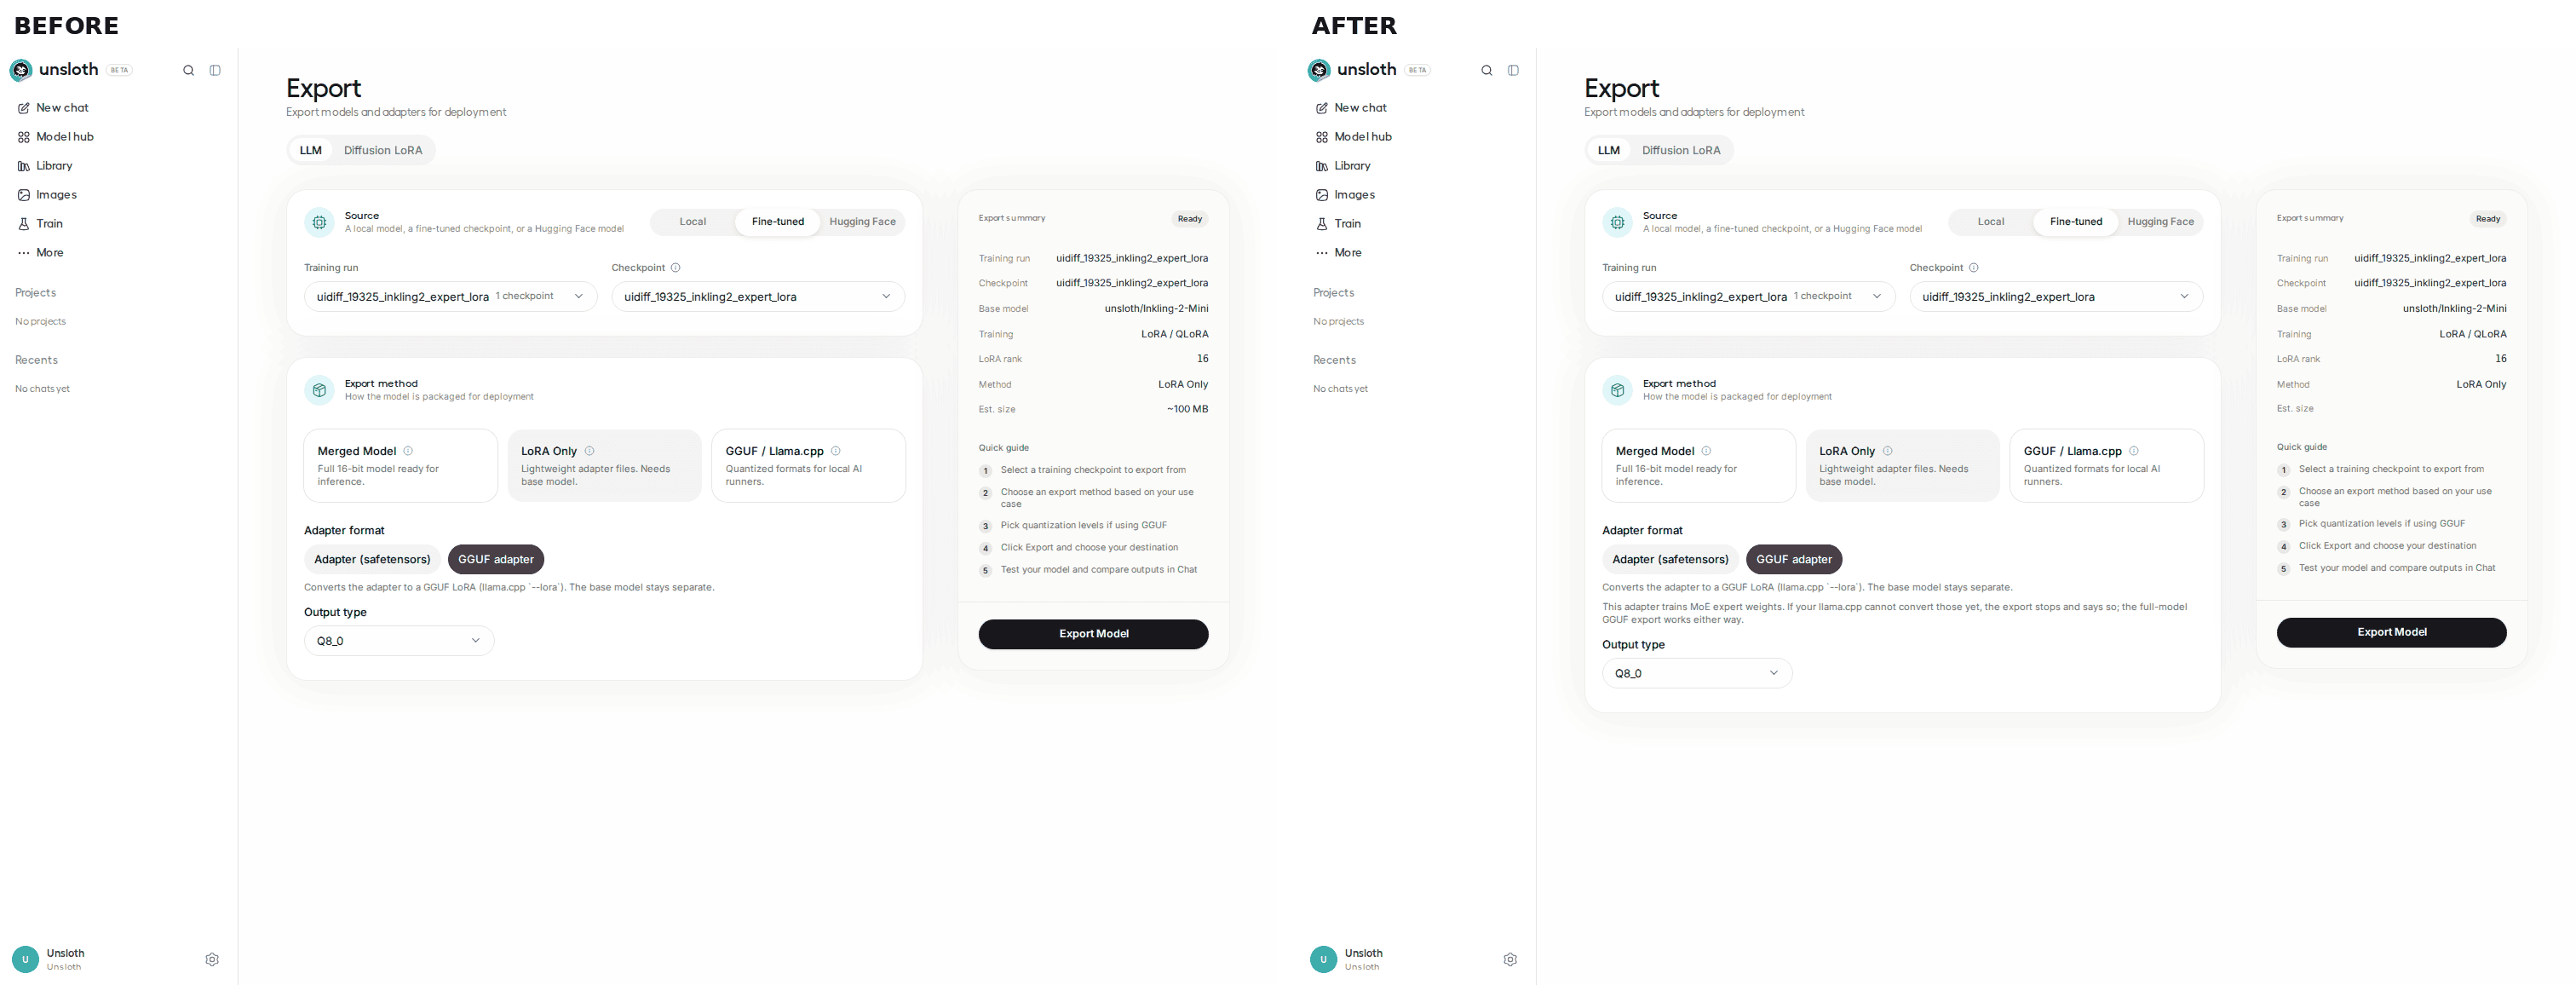 BEFORE
unsloth BETA
New chat
Model hub
Library
Images
Train
More
Projects
No projects
Recents
No chats yet
Unsloth
Unsloth
U
Export
Export models and adapters for deployment
LLM
Diffusion LoRA
Source
A local model, a fine-tuned checkpoint, or a Hugging Face model
Local
Fine-tuned
Hugging Face
Training run
Checkpoint
uidiff_19325_inkling2_expert_lora 1 checkpoint
uidiff_19325_inkling2_expert_lora
Export method
How the model is packaged for deployment
Merged Model
Full 16-bit model ready for
inference.
LoRA Only
Lightweight adapter files. Needs
base model.
GGUF / Llama.cpp
Quantized formats for local AI
runners.
Adapter format
Adapter (safetensors)
GGUF adapter
Converts the adapter to a GGUF LoRA (llama.cpp `--lora`). The base model stays separate.
Output type
Q8_0
Export summary
Ready
Training run uidiff_19325_inkling2_expert_lora
Checkpoint uidiff_19325_inkling2_expert_lora
Base model unsloth/Inkling-2-Mini
Training LoRA / QLoRA
LoRA rank 16
Method LoRA Only
Est. size ~100 MB
Quick guide
1 Select a training checkpoint to export from
2 Choose an export method based on your use
case
3 Pick quantization levels if using GGUF
4 Click Export and choose your destination
5 Test your model and compare outputs in Chat
Export Model
AFTER
unsloth BETA
New chat
Model hub
Library
Images
Train
More
Projects
No projects
Recents
No chats yet
Unsloth
Unsloth
U
Export
Export models and adapters for deployment
LLM
Diffusion LoRA
Source
A local model, a fine-tuned checkpoint, or a Hugging Face model
Local
Fine-tuned
Hugging Face
Training run
Checkpoint
uidiff_19325_inkling2_expert_lora 1 checkpoint
uidiff_19325_inkling2_expert_lora
Export method
How the model is packaged for deployment
Merged Model
Full 16-bit model ready for
inference.
LoRA Only
Lightweight adapter files. Needs
base model.
GGUF / Llama.cpp
Quantized formats for local AI
runners.
Adapter format
Adapter (safetensors)
GGUF adapter
Converts the adapter to a GGUF LoRA (llama.cpp `--lora`). The base model stays separate.
This adapter trains MoE expert weights. If your llama.cpp cannot convert those yet, the export stops and says so; the full-model
GGUF export works either way.
Output type
Q8_0
Export summary
Ready
Training run uidiff_19325_inkling2_expert_lora
Checkpoint uidiff_19325_inkling2_expert_lora
Base model unsloth/Inkling-2-Mini
Training LoRA / QLoRA
LoRA rank 16
Method LoRA Only
Est. size
Quick guide
1 Select a training checkpoint to export from
2 Choose an export method based on your use
case
3 Pick quantization levels if using GGUF
4 Click Export and choose your destination
5 Test your model and compare outputs in Chat
Export Model